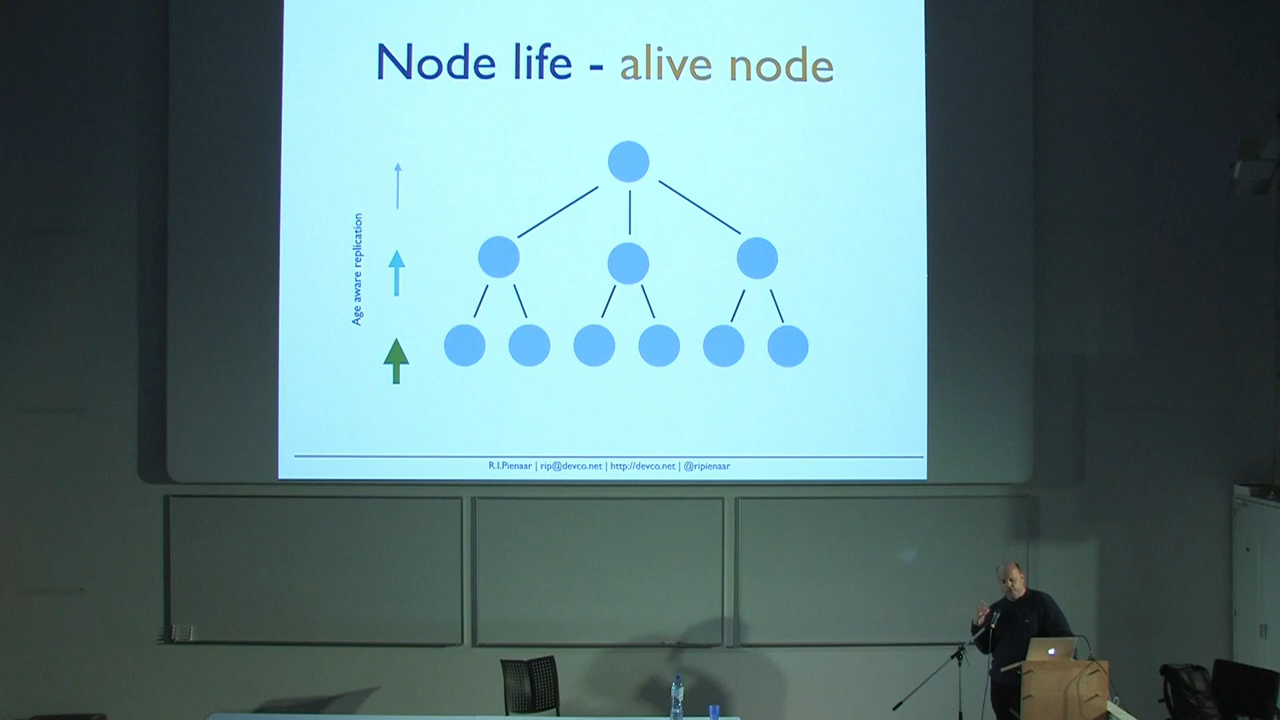 Node life - alive node
Age aware replication
R.I.Pienaar | rip@devco.net | http://devco.net | @ripienaar